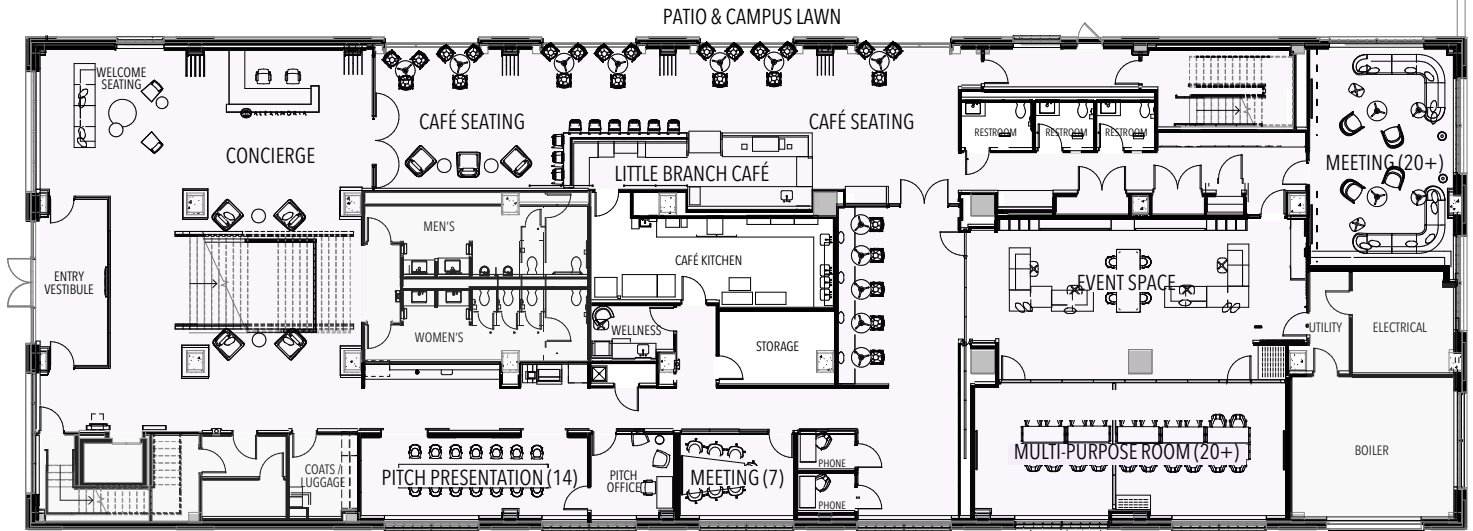 PATIO & CAMPUS LAWN
WELCOME
SEATING
ALEXANDRIA
CONCIERGE
CAFÉ SEATING
CAFÉ SEATING
LITTLE BRANCH CAFÉ
RESTROOM
RESTROOM
RESTROOM
MEETING (20+)
MEN'S
CAFÉ KITCHEN
ENTRY
VESTIBULE
EVENT SPACE
WOMEN'S
WELLNESS
STORAGE
UTILITY
ELECTRICAL
COATS /
LUGGAGE
PITCH PRESENTATION (14)
PITCH
OFFICE
MEETING (7)
PHONE
PHONE
MULTI-PURPOSE ROOM (20+)
BOILER